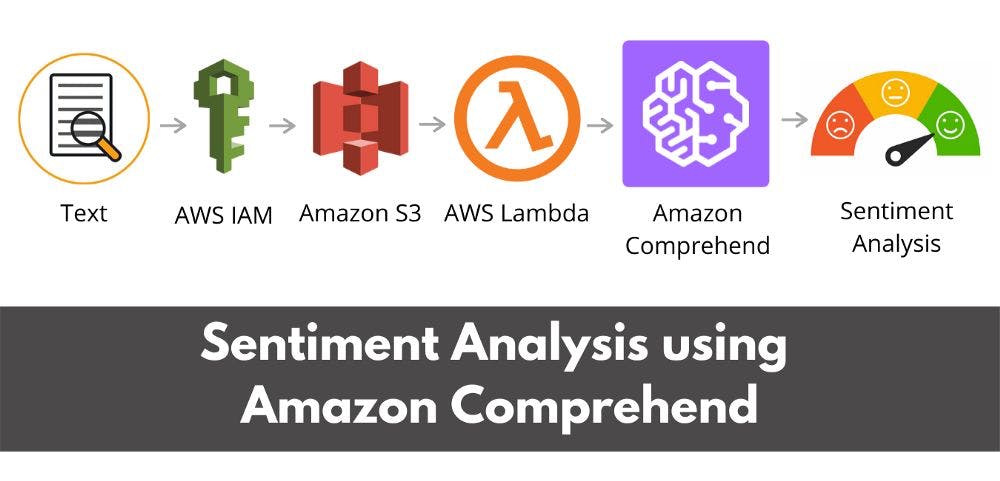 Text
AWS IAM
Amazon S3
AWS Lambda
Amazon
Comprehend
Sentiment
Analysis
Sentiment Analysis using
Amazon Comprehend